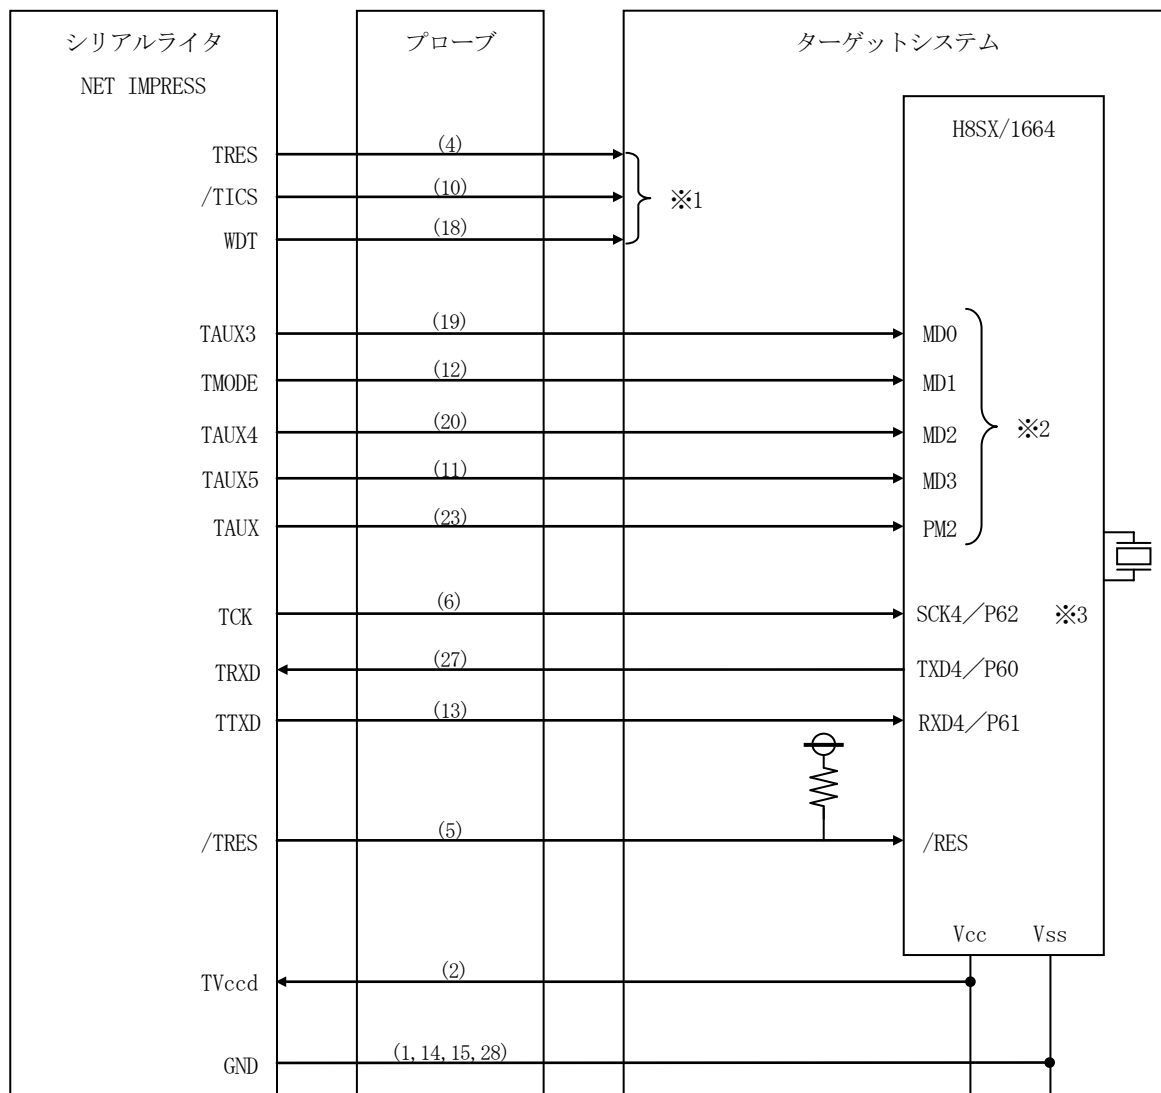 シリアルライタ プローブ ターゲットシステム
NET IMPRESS
H8SX/1664
TRES (4)
/TICS (10) ※1
WDT (18)
TAUX3 (19) MD0
TMODE (12) MD1
TAUX4 (20) MD2 ※2
TAUX5 (11) MD3
TAUX (23) PM2
TCK (6) SCK4／P62 ※3
TRXD (27) TXD4／P60
TTXD (13) RXD4／P61
/TRES (5) /RES
Vcc Vss
TVccd (2)
GND (1,14,15,28)